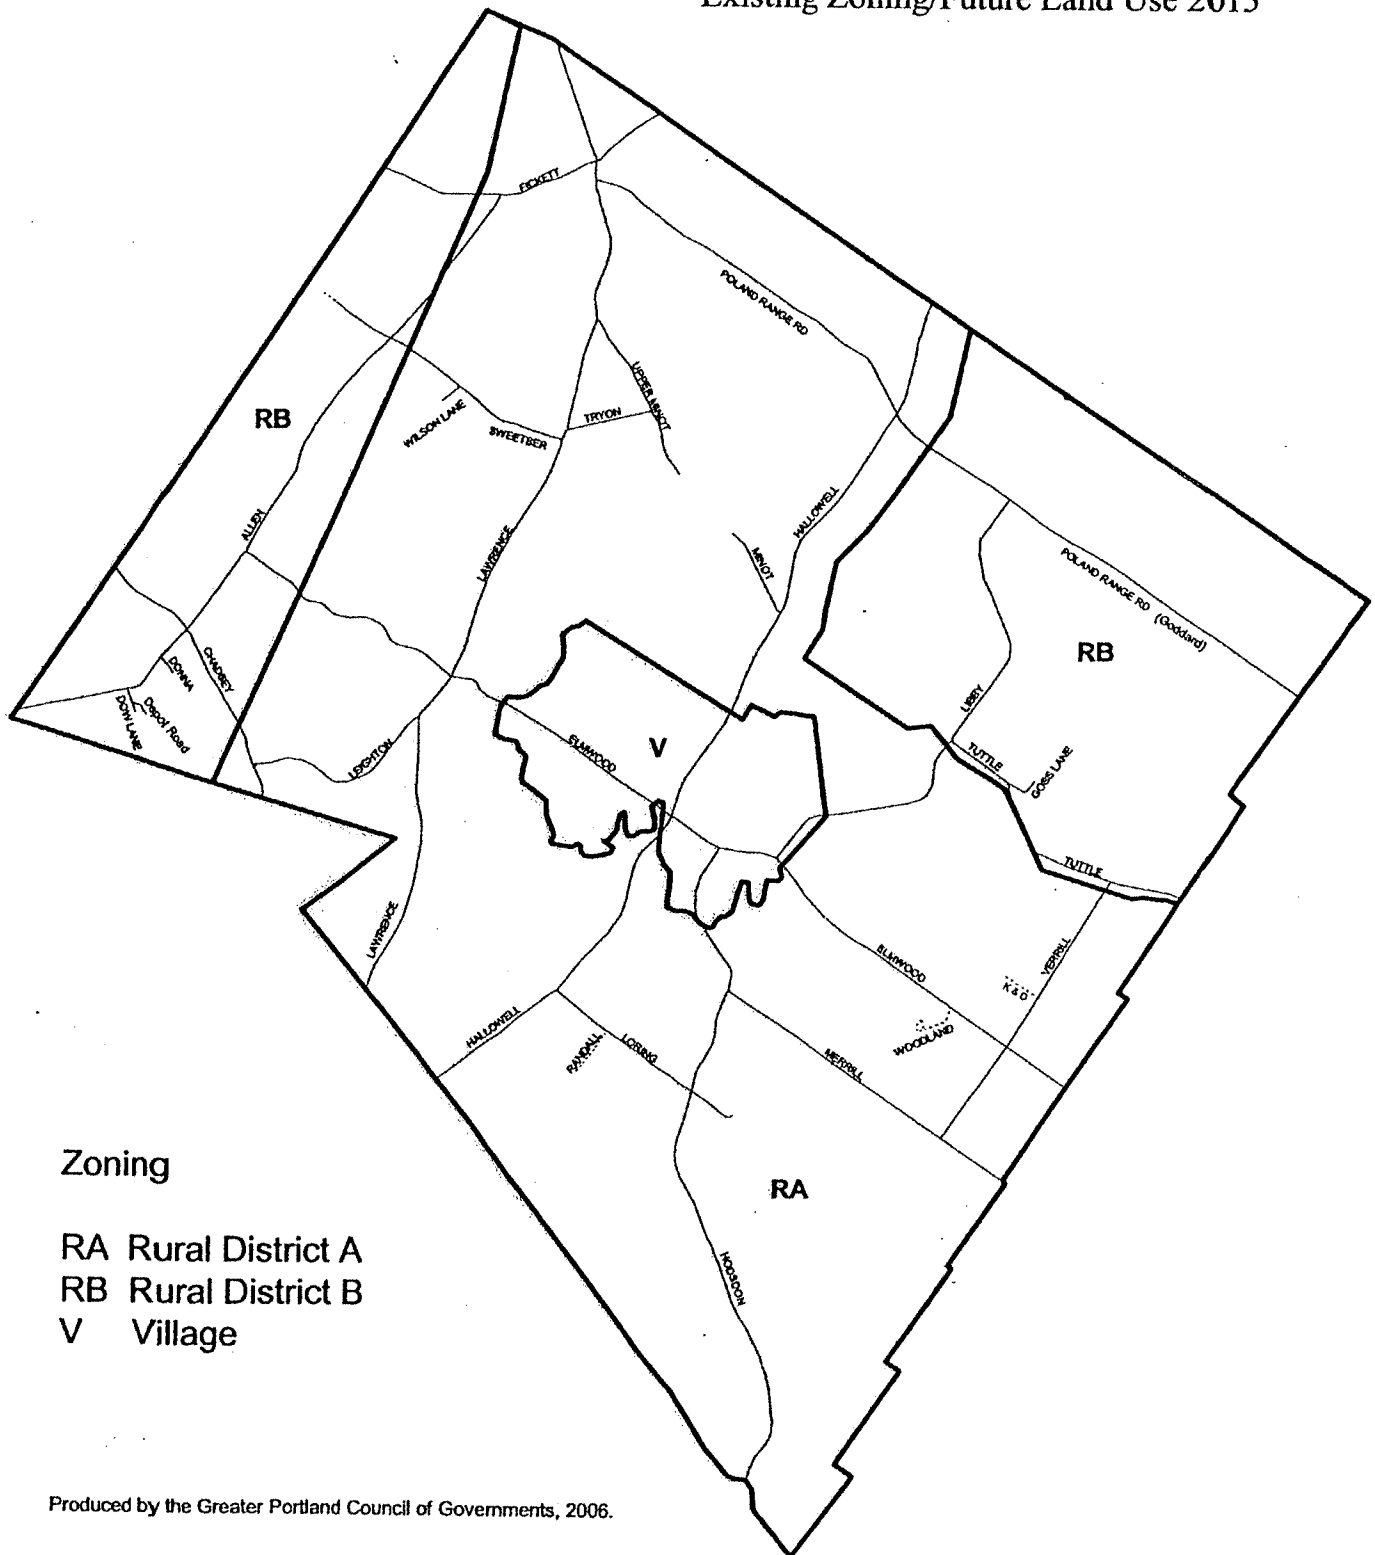 Existing Zoning/Future Land Use 2015
FICKETT
POLAND RANGE RD
UPPER MINOT
TRYON
WILSON LANE
SWEETSER
RB
HALLOWELL
ALLEN
LAWRENCE
MINOT
POLAND RANGE RD (Goddard)
RB
CHADSEY
DONNA
LIBBY
DOW LANE
Depot Road
LEIGHTON
ELMWOOD
V
TUTTLE
GOSS LANE
TUTTLE
LAWRENCE
ELMWOOD
VERRILL
K & D
HALLOWELL
RANDALL
LORING
WOODLAND
MERRILL
RA
HODSDON
Zoning
RA Rural District A
RB Rural District B
V Village
Produced by the Greater Portland Council of Governments, 2006.